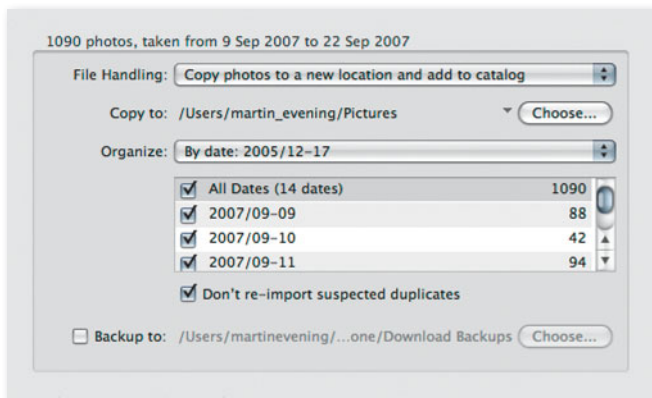 1090 photos, taken from 9 Sep 2007 to 22 Sep 2007
File Handling: Copy photos to a new location and add to catalog
Copy to: /Users/martin_evening/Pictures Choose...
Organize: By date: 2005/12-17
All Dates (14 dates) 1090
2007/09-09 88
2007/09-10 42
2007/09-11 94
Don't re-import suspected duplicates
Backup to: /Users/martinevening/...one/Download Backups Choose...